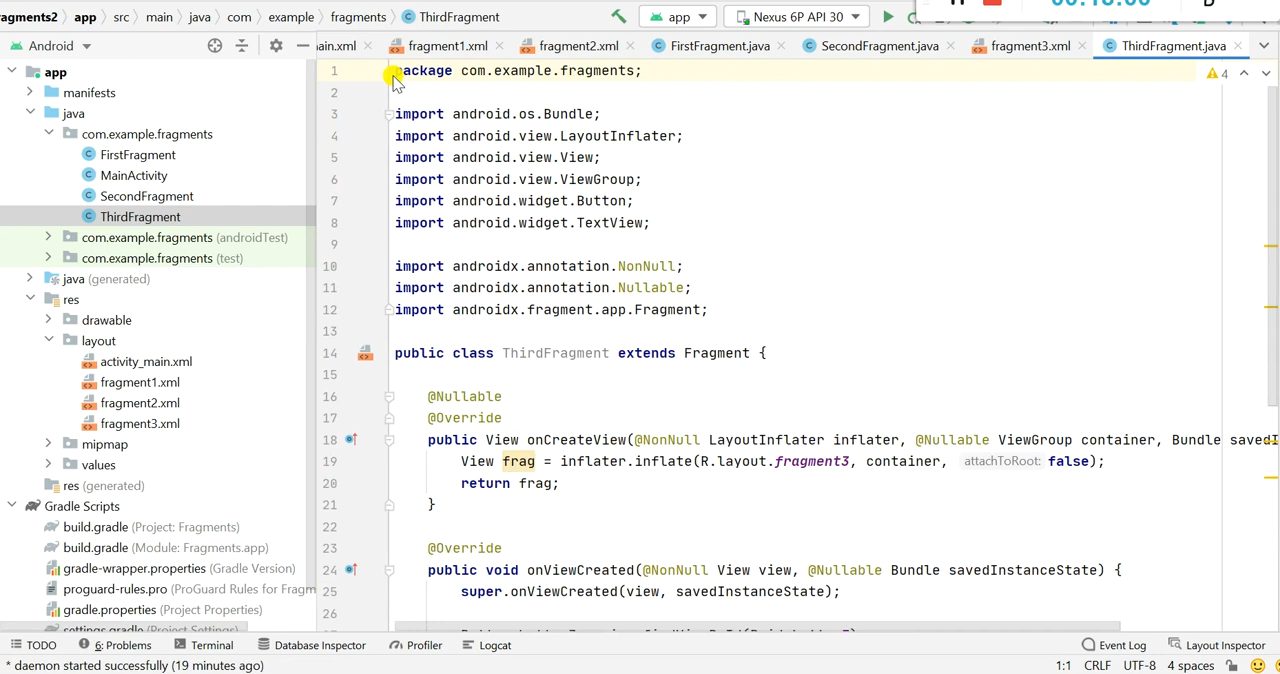 ragments2 app src main java com example fragments ThirdFragment app Nexus 6P API 30
Android
ain.xml fragment1.xml fragment2.xml FirstFragment.java SecondFragment.java fragment3.xml ThirdFragment.java
app
manifests
java
com.example.fragments
FirstFragment
MainActivity
SecondFragment
ThirdFragment
com.example.fragments (androidTest)
com.example.fragments (test)
java (generated)
res
drawable
layout
activity_main.xml
fragment1.xml
fragment2.xml
fragment3.xml
mipmap
values
res (generated)
Gradle Scripts
build.gradle (Project: Fragments)
build.gradle (Module: Fragments.app)
gradle-wrapper.properties (Gradle Version)
proguard-rules.pro (ProGuard Rules for Fragm
gradle.properties (Project Properties)
settings.gradle (Project Settings)
4
1 package com.example.fragments;
2
3 import android.os.Bundle;
4 import android.view.LayoutInflater;
5 import android.view.View;
6 import android.view.ViewGroup;
7 import android.widget.Button;
8 import android.widget.TextView;
9
10 import androidx.annotation.NonNull;
11 import androidx.annotation.Nullable;
12 import androidx.fragment.app.Fragment;
13
14 public class ThirdFragment extends Fragment {
15
16 @Nullable
17 @Override
18 public View onCreateView(@NonNull LayoutInflater inflater, @Nullable ViewGroup container, Bundle savedI
19 View frag = inflater.inflate(R.layout.fragment3, container, attachToRoot: false);
20 return frag;
21 }
22
23 @Override
24 public void onViewCreated(@NonNull View view, @Nullable Bundle savedInstanceState) {
25 super.onViewCreated(view, savedInstanceState);
26
TODO 6: Problems Terminal Database Inspector Profiler Logcat Event Log Layout Inspector
* daemon started successfully (19 minutes ago) 1:1 CRLF UTF-8 4 spaces